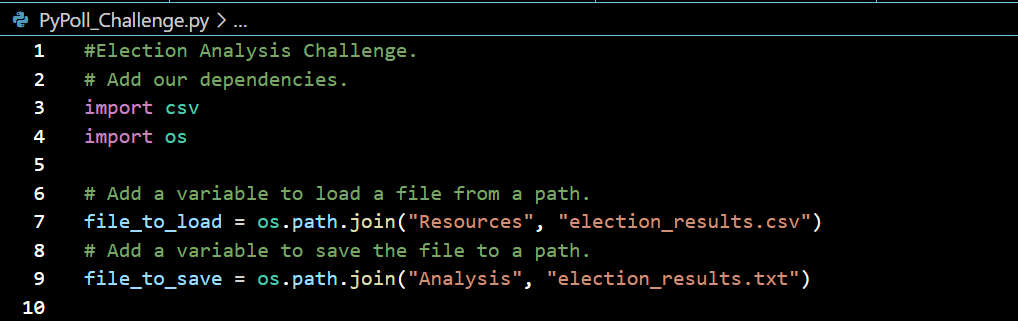 PyPoll_Challenge.py > ...
1 #Election Analysis Challenge.
2 # Add our dependencies.
3 import csv
4 import os
5
6 # Add a variable to load a file from a path.
7 file_to_load = os.path.join("Resources", "election_results.csv")
8 # Add a variable to save the file to a path.
9 file_to_save = os.path.join("Analysis", "election_results.txt")
10